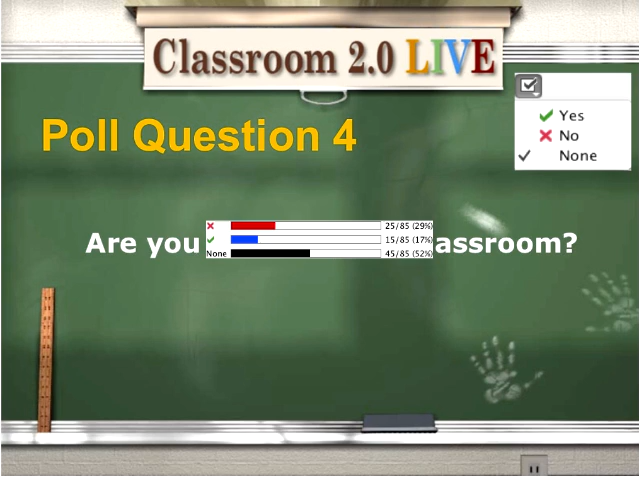 Classroom 2.0 LIVE
Yes
No
None
Poll Question 4
25/85 (29%)
15/85 (17%)
None 45/85 (52%)
Are you assroom?